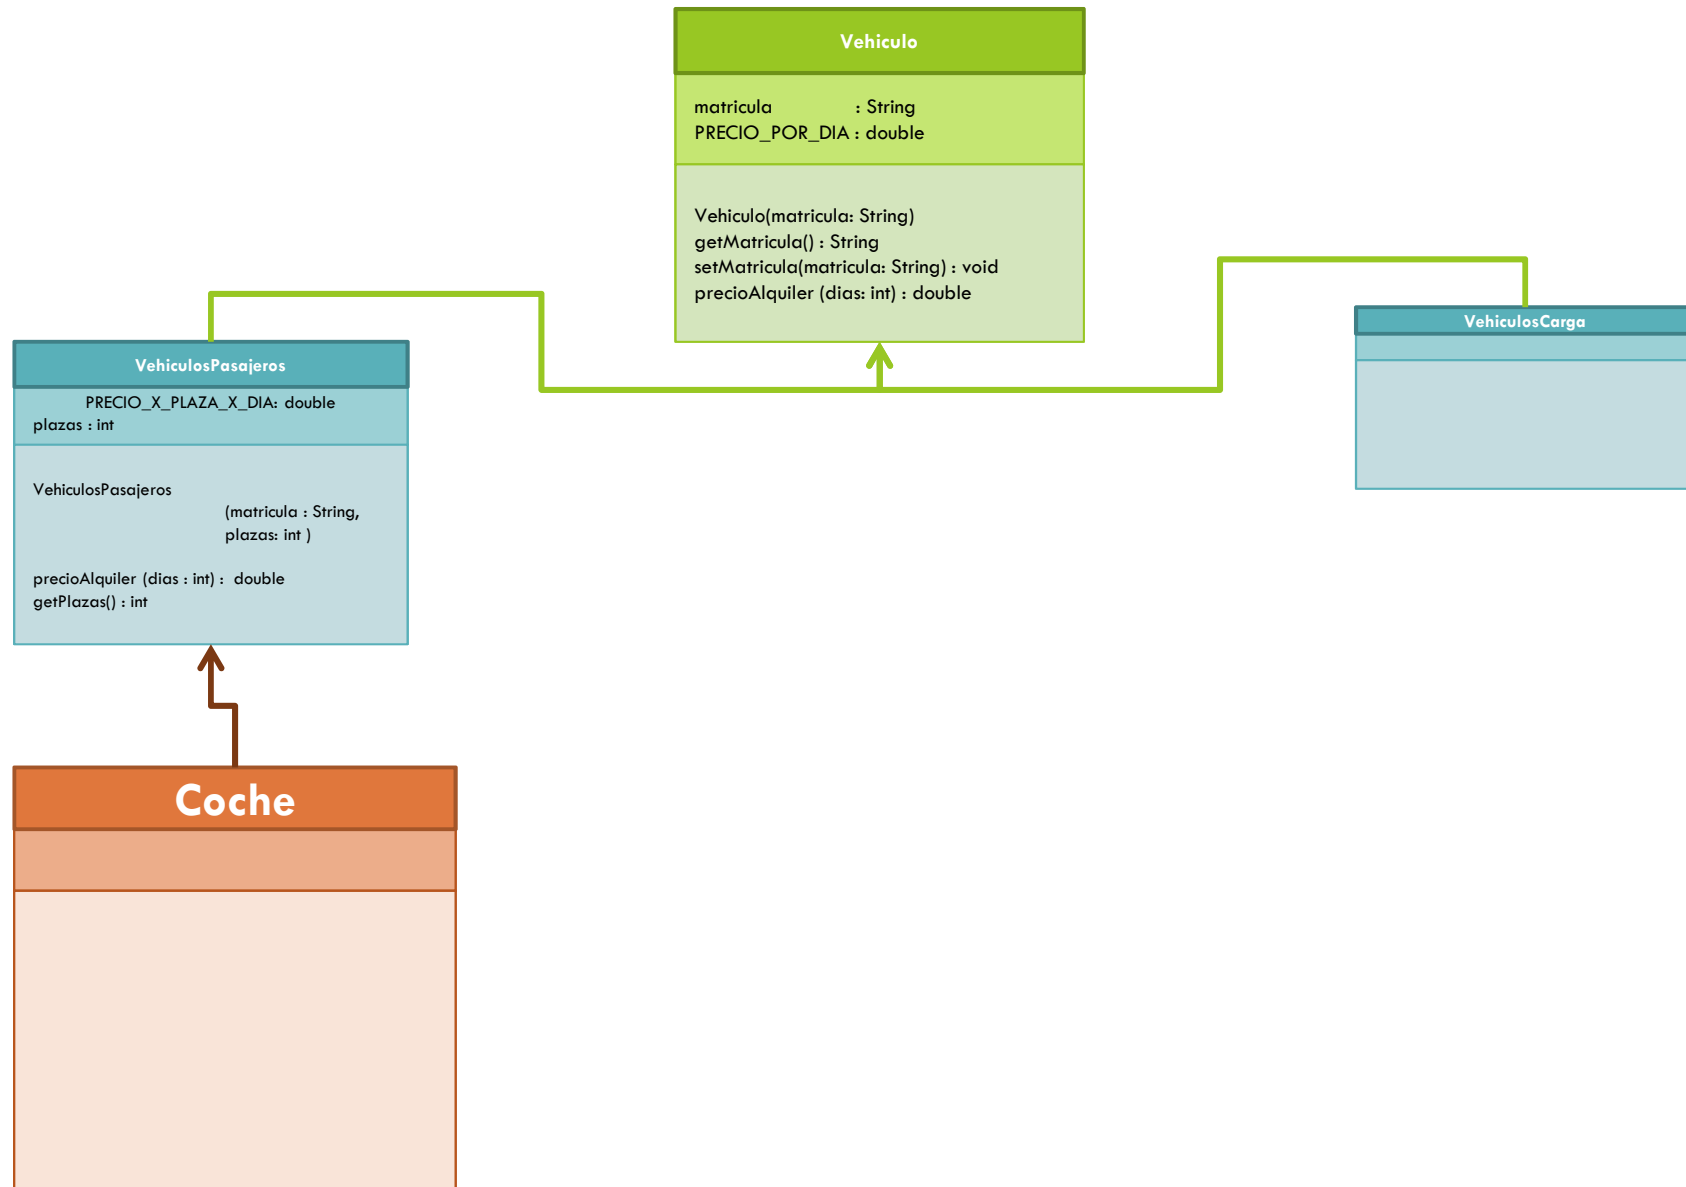 Vehiculo
matricula : String
PRECIO_POR_DIA : double
Vehiculo(matricula: String)
getMatricula() : String
setMatricula(matricula: String) : void
precioAlquiler (dias: int) : double
VehiculosPasajeros
PRECIO_X_PLAZA_X_DIA: double
plazas : int
VehiculosPasajeros
(matricula : String,
plazas: int )
precioAlquiler (dias : int) : double
getPlazas() : int
VehiculosCarga
Coche